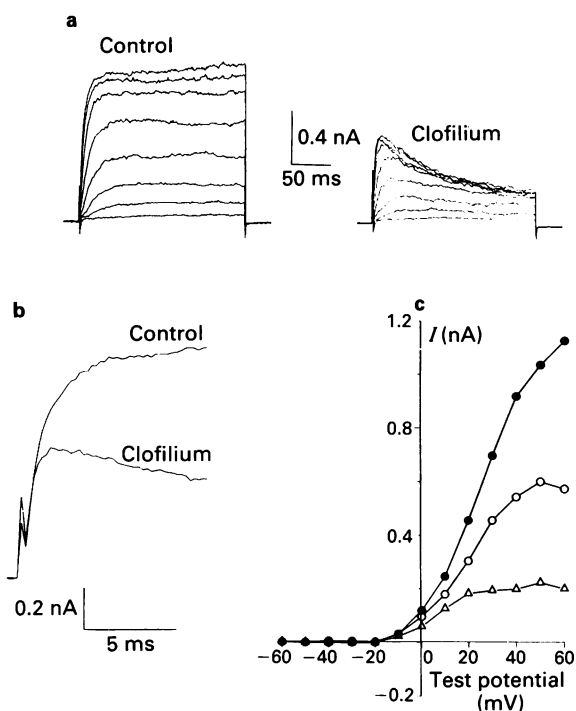 a
Control
0.4 nA
50 ms
Clofilium
b
Control
Clofilium
0.2 nA
5 ms
c
I (nA)
1.2
0.8
0.4
-0.2
-60 -40 -20 0 20 40 60
Test potential
(mV)